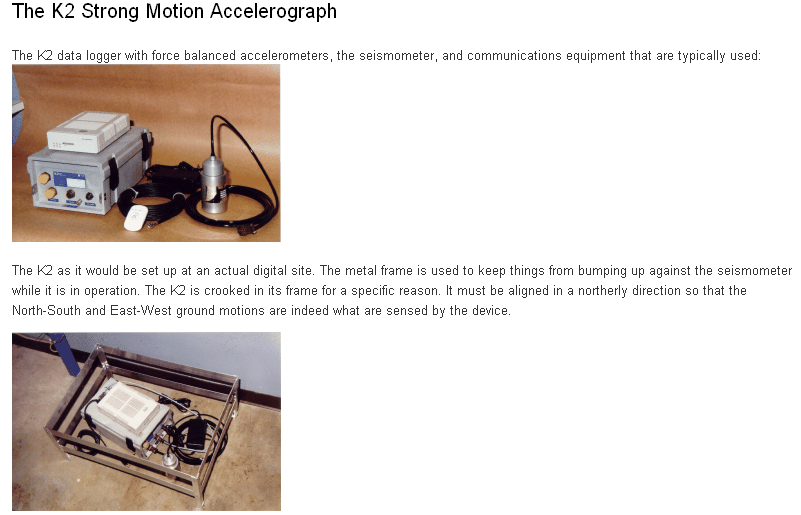 The K2 Strong Motion Accelerograph
The K2 data logger with force balanced accelerometers, the seismometer, and communications equipment that are typically used:
The K2 as it would be set up at an actual digital site. The metal frame is used to keep things from bumping up against the seismometer
while it is in operation. The K2 is crooked in its frame for a specific reason. It must be aligned in a northerly direction so that the
North-South and East-West ground motions are indeed what are sensed by the device.